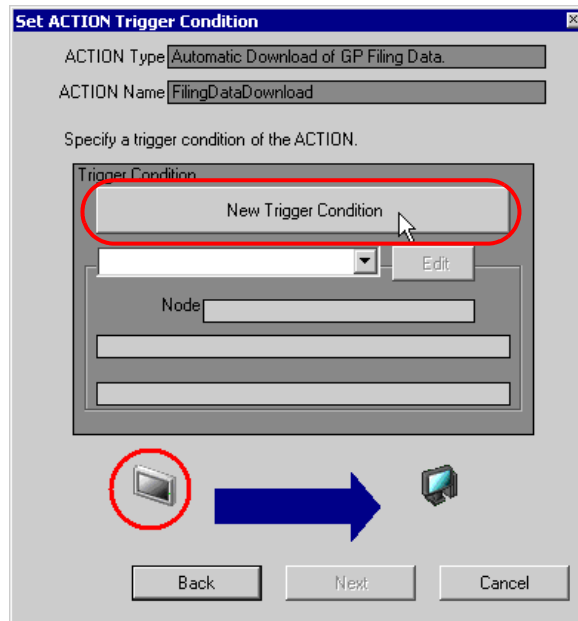 Set ACTION Trigger Condition
ACTION Type Automatic Download of GP Filing Data.
ACTION Name FilingDataDownload
Specify a trigger condition of the ACTION.
Trigger Condition
New Trigger Condition
Edit
Node
Back Next Cancel